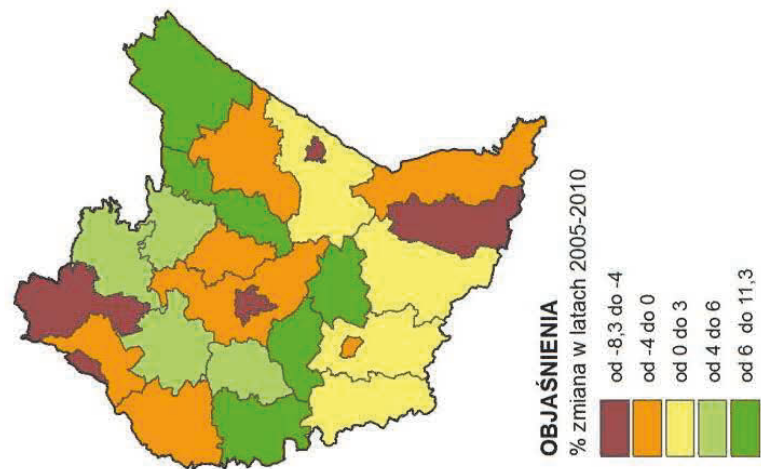 OBJAŚNIENIA
% zmiana w latach 2005-2010
od -8,3 do -4
od -4 do 0
od 0 do 3
od 4 do 6
od 6 do 11,3